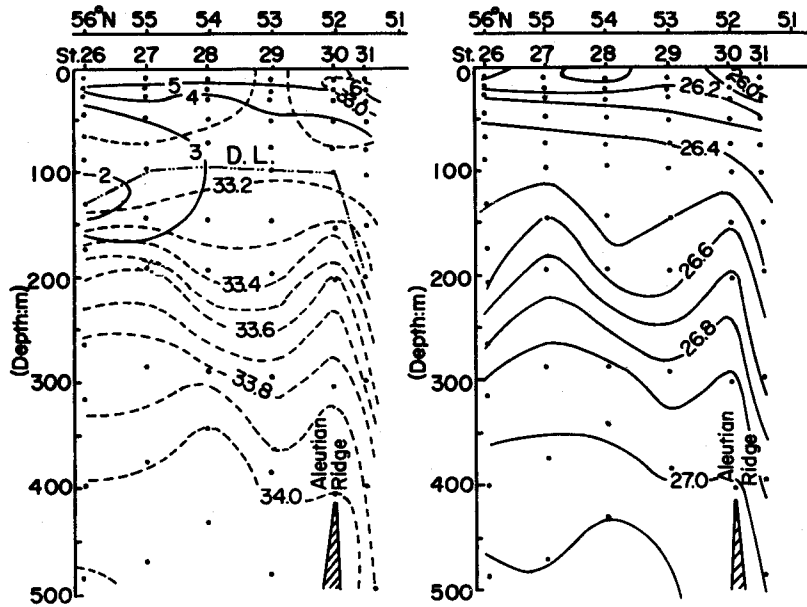 56°N 55 54 53 52 51
St.26 27 28 29 30 31
0
100
200
300
400
500
(Depth:m)
5
4
6
33.0
3
D. L.
2
33.2
33.4
33.6
33.8
34.0
Aleutian
Ridge
56°N 55 54 53 52 51
St.26 27 28 29 30 31
0
100
200
300
400
500
(Depth:m)
26.0
26.2
26.4
26.6
26.8
27.0
Aleutian
Ridge